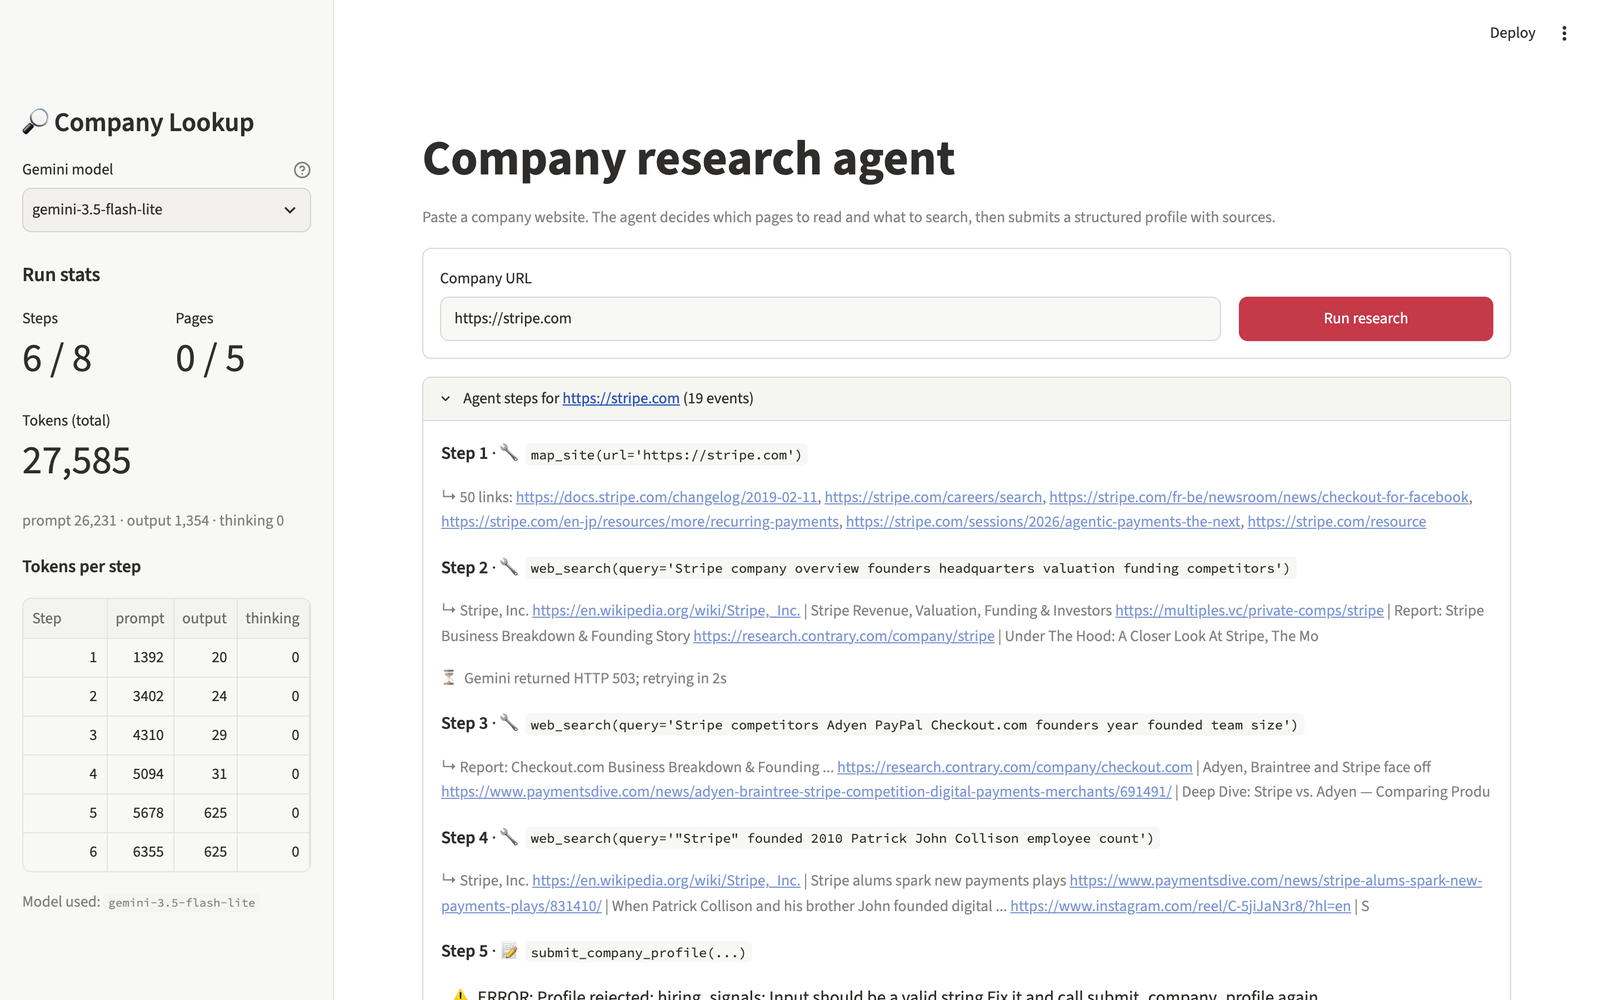 Deploy
Company Lookup
Gemini model
gemini-3.5-flash-lite
Run stats
Steps Pages
6 / 8 0 / 5
Tokens (total)
27,585
prompt 26,231 · output 1,354 · thinking 0
Tokens per step
Step prompt output thinking
1 1392 20 0
2 3402 24 0
3 4310 29 0
4 5094 31 0
5 5678 625 0
6 6355 625 0
Model used: gemini-3.5-flash-lite
Company research agent
Paste a company website. The agent decides which pages to read and what to search, then submits a structured profile with sources.
Company URL
https://stripe.com Run research
Agent steps for https://stripe.com (19 events)
Step 1 · map_site(url='https://stripe.com')
↳ 50 links: https://docs.stripe.com/changelog/2019-02-11, https://stripe.com/careers/search, https://stripe.com/fr-be/newsroom/news/checkout-for-facebook,
https://stripe.com/en-jp/resources/more/recurring-payments, https://stripe.com/sessions/2026/agentic-payments-the-next, https://stripe.com/resource
Step 2 · web_search(query='Stripe company overview founders headquarters valuation funding competitors')
↳ Stripe, Inc. https://en.wikipedia.org/wiki/Stripe,_Inc. | Stripe Revenue, Valuation, Funding & Investors https://multiples.vc/private-comps/stripe | Report: Stripe
Business Breakdown & Founding Story https://research.contrary.com/company/stripe | Under The Hood: A Closer Look At Stripe, The Mo
Gemini returned HTTP 503; retrying in 2s
Step 3 · web_search(query='Stripe competitors Adyen PayPal Checkout.com founders year founded team size')
↳ Report: Checkout.com Business Breakdown & Founding ... https://research.contrary.com/company/checkout.com | Adyen, Braintree and Stripe face off
https://www.paymentsdive.com/news/adyen-braintree-stripe-competition-digital-payments-merchants/691491/ | Deep Dive: Stripe vs. Adyen — Comparing Produ
Step 4 · web_search(query='"Stripe" founded 2010 Patrick John Collison employee count')
↳ Stripe, Inc. https://en.wikipedia.org/wiki/Stripe,_Inc. | Stripe alums spark new payments plays https://www.paymentsdive.com/news/stripe-alums-spark-new-
payments-plays/831410/ | When Patrick Collison and his brother John founded digital ... https://www.instagram.com/reel/C-5jiJaN3r8/?hl=en | S
Step 5 · submit_company_profile(...)
ERROR: Profile rejected: hiring_signals: Input should be a valid string Fix it and call submit_company_profile again